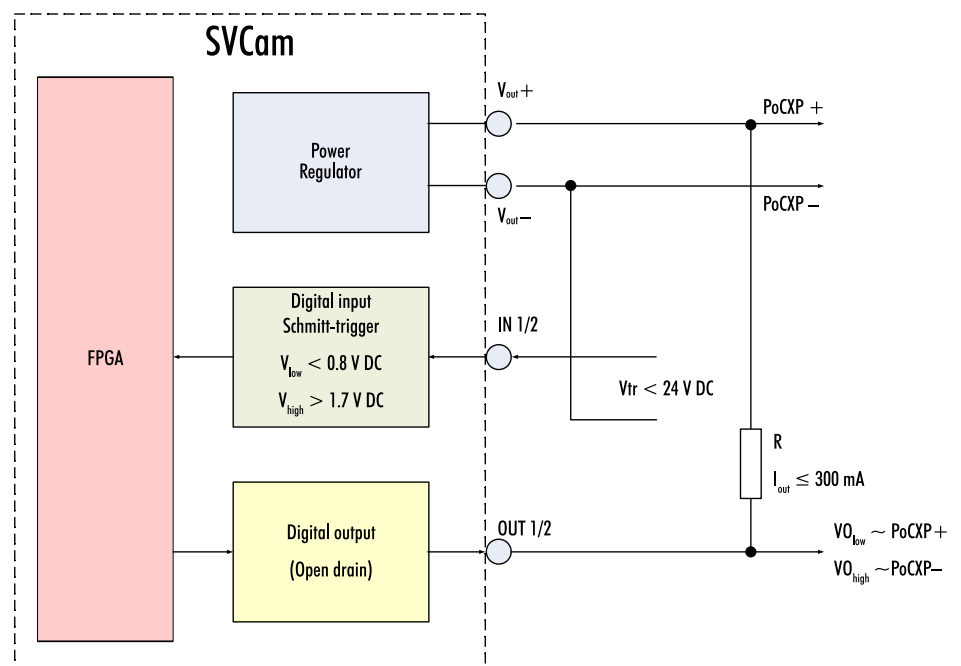 SVCam
FPGA
Power
Regulator
Vout+
Vout–
PoCXP +
PoCXP –
Digital input
Schmitt-trigger
Vlow < 0.8 V DC
Vhigh > 1.7 V DC
IN 1/2
Vtr < 24 V DC
R
Iout ≤ 300 mA
Digital output
(Open drain)
OUT 1/2
VOlow ~ PoCXP+
VOhigh ~PoCXP–